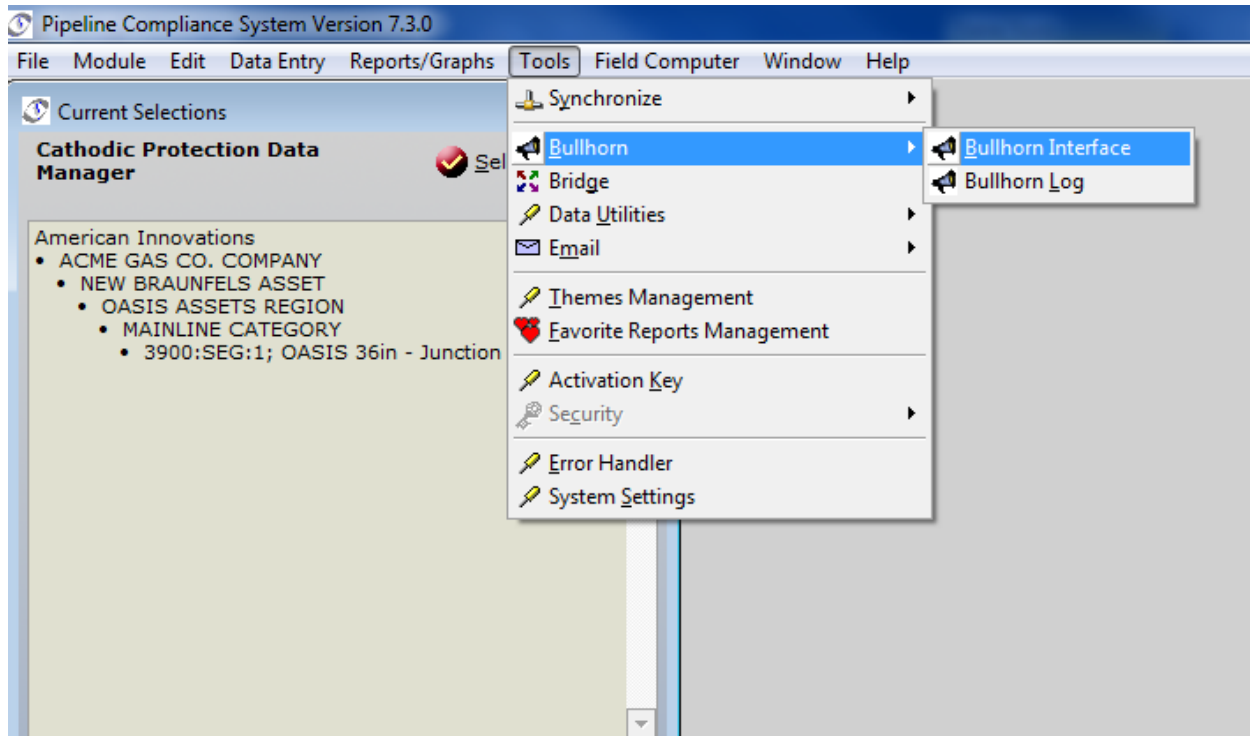 Pipeline Compliance System Version 7.3.0
File Module Edit Data Entry Reports/Graphs Tools Field Computer Window Help
Current Selections
Cathodic Protection Data
Manager
American Innovations
• ACME GAS CO. COMPANY
• NEW BRAUNFELS ASSET
• OASIS ASSETS REGION
• MAINLINE CATEGORY
• 3900:SEG:1; OASIS 36in - Junction
Synchronize
Bullhorn
Bridge
Data Utilities
Email
Themes Management
Favorite Reports Management
Activation Key
Security
Error Handler
System Settings
Bullhorn Interface
Bullhorn Log